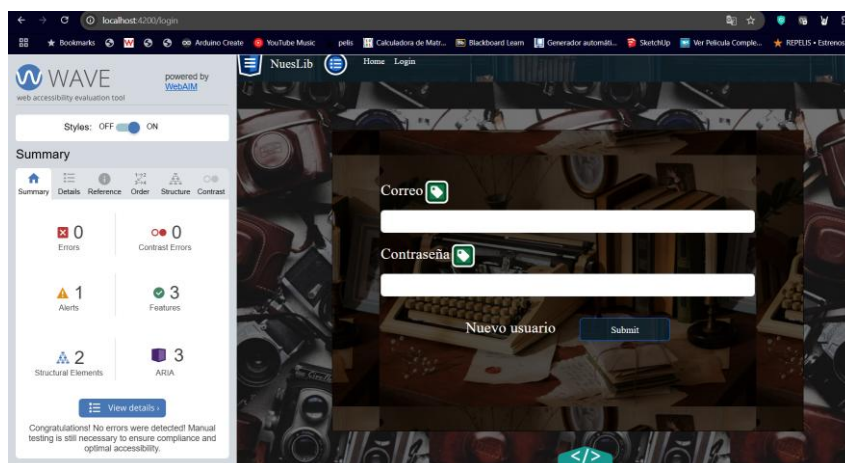 localhost:4200/login
Bookmarks Arduino Create YouTube Music pelis Calculadora de Matr... Blackboard Learn Generador automáti... SketchUp Ver Pelicula Comple... REPELIS • Estrenos
WAVE
web accessibility evaluation tool
powered by
WebAIM
Styles: OFF ON
Summary
Summary Details Reference Order Structure Contrast
0
Errors
0
Contrast Errors
1
Alerts
3
Features
2
Structural Elements
3
ARIA
View details ›
Congratulations! No errors were detected! Manual
testing is still necessary to ensure compliance and
optimal accessibility.
NuesLib Home Login
Correo
Contraseña
Nuevo usuario Submit
</>